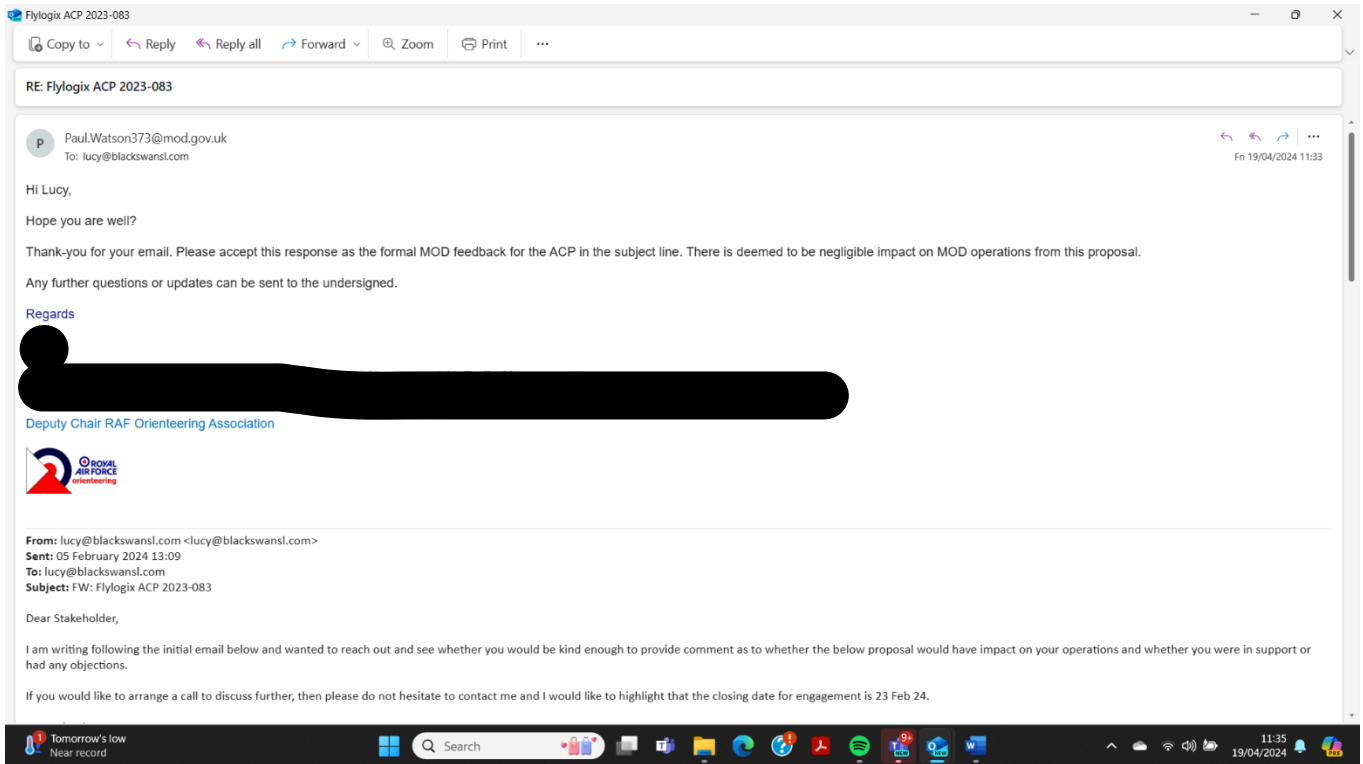 Flylogix ACP 2023-083
Copy to Reply Reply all Forward Zoom Print ...
RE: Flylogix ACP 2023-083
P
Paul.Watson373@mod.gov.uk
To: lucy@blackswansl.com
Fri 19/04/2024 11:33
Hi Lucy,
Hope you are well?
Thank-you for your email. Please accept this response as the formal MOD feedback for the ACP in the subject line. There is deemed to be negligible impact on MOD operations from this proposal.
Any further questions or updates can be sent to the undersigned.
Regards
Deputy Chair RAF Orienteering Association
ROYAL
AIR FORCE
orienteering
From: lucy@blackswansl.com <lucy@blackswansl.com>
Sent: 05 February 2024 13:09
To: lucy@blackswansl.com
Subject: FW: Flylogix ACP 2023-083
Dear Stakeholder,
I am writing following the initial email below and wanted to reach out and see whether you would be kind enough to provide comment as to whether the below proposal would have impact on your operations and whether you were in support or
had any objections.
If you would like to arrange a call to discuss further, then please do not hesitate to contact me and I would like to highlight that the closing date for engagement is 23 Feb 24.
1
Tomorrow's low
Near record
Search
9+
NEW
NEW
11:35
19/04/2024
PRE